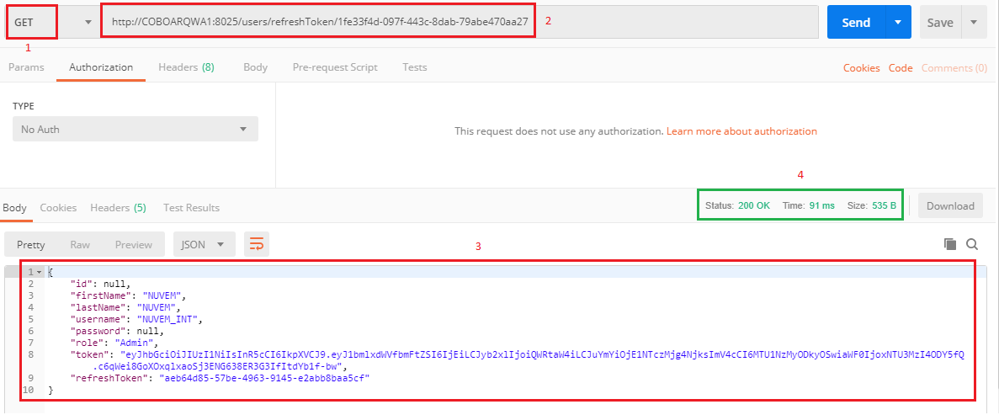 GET http://COBOARQWA1:8025/users/refreshToken/1fe33f4d-097f-443c-8dab-79abe470aa27 2 Send Save
1
Params Authorization Headers (8) Body Pre-request Script Tests Cookies Code Comments (0)
TYPE
No Auth
This request does not use any authorization. Learn more about authorization
4
Body Cookies Headers (5) Test Results Status: 200 OK Time: 91 ms Size: 535 B Download
Pretty Raw Preview JSON 3
1 {
2 "id": null,
3 "firstName": "NUVEM",
4 "lastName": "NUVEM",
5 "username": "NUVEM_INT",
6 "password": null,
7 "role": "Admin",
8 "token": "eyJhbGciOiJIUzI1NiIsInR5cCI6IkpXVCJ9.eyJ1bmlxdWVfbmFtZSI6IjEiLCJyb2xlIjoiQWRtaW4iLCJuYmYiOjE1NTczMjg4NjksImV4cCI6MTU1NzMyODkyOSwiaWF0IjoxNTU3MzI4ODY5fQ
.c6qWei8GoXOxqlxaoSj3ENG638ER3G3IfItdYb1f-bw",
9 "refreshToken": "aeb64d85-57be-4963-9145-e2abb8baa5cf"
10 }